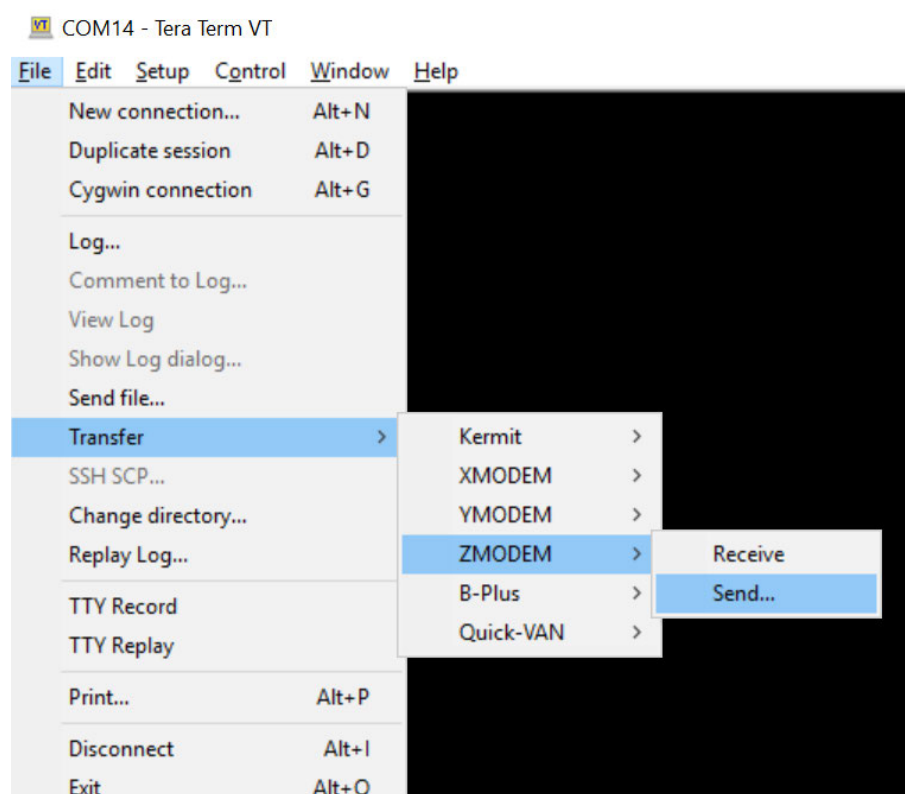 VT COM14 - Tera Term VT
File Edit Setup Control Window Help
New connection... Alt+N
Duplicate session Alt+D
Cygwin connection Alt+G
Log...
Comment to Log...
View Log
Show Log dialog...
Send file...
Transfer >
Kermit >
SSH SCP...
XMODEM >
Change directory...
YMODEM >
Replay Log...
ZMODEM >
Receive
TTY Record
B-Plus >
Send...
TTY Replay
Quick-VAN >
Print... Alt+P
Disconnect Alt+I
Exit Alt+Q